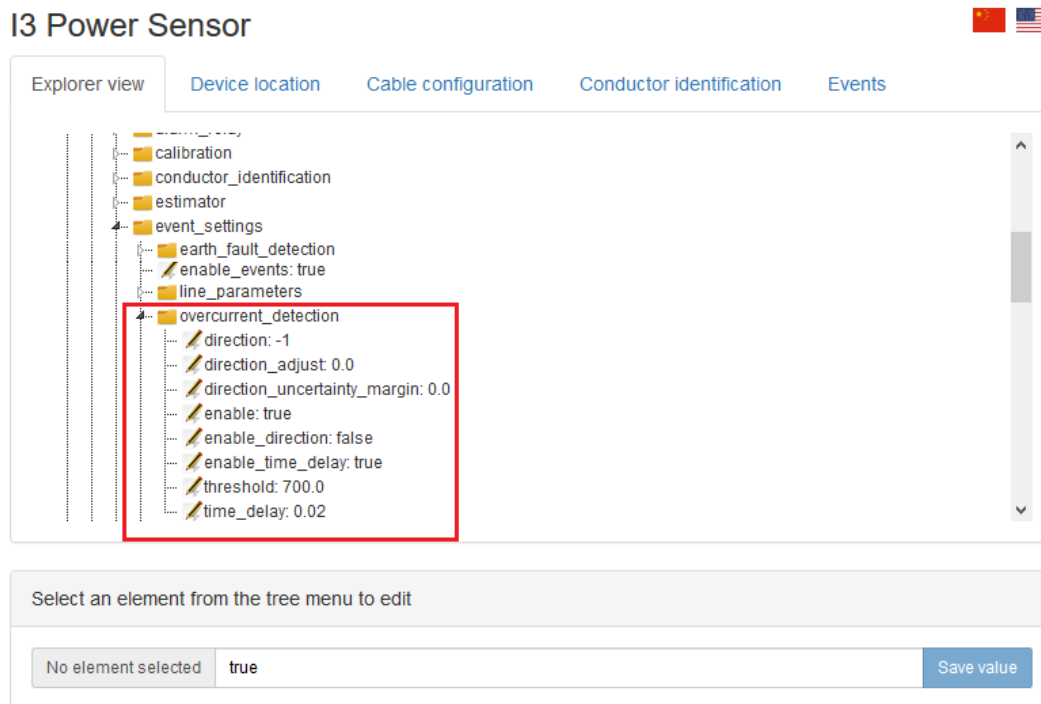 I3 Power Sensor
Explorer view Device location Cable configuration Conductor identification Events
calibration
conductor_identification
estimator
event_settings
earth_fault_detection
enable_events: true
line_parameters
overcurrent_detection
direction: -1
direction_adjust: 0.0
direction_uncertainty_margin: 0.0
enable: true
enable_direction: false
enable_time_delay: true
threshold: 700.0
time_delay: 0.02
Select an element from the tree menu to edit
No element selected true Save value